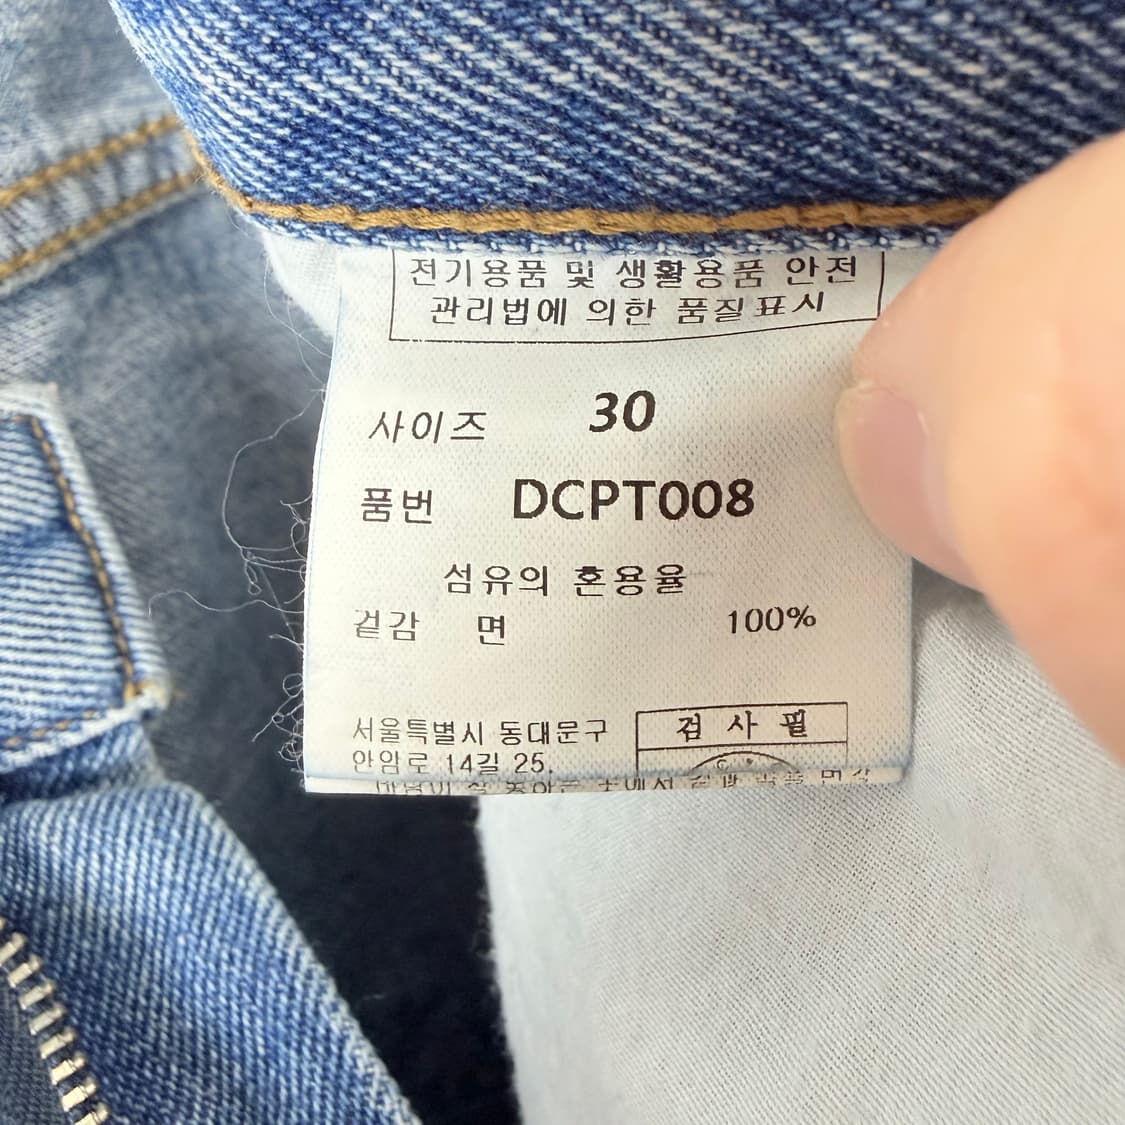 전기용품 및 생활용품 안전
관리법에 의한 품질표시
사이즈 30
품번 DCPT008
섬유의 혼용율
겉감 면 100%
서울특별시 동대문구
안암로 14길 25,
검사필